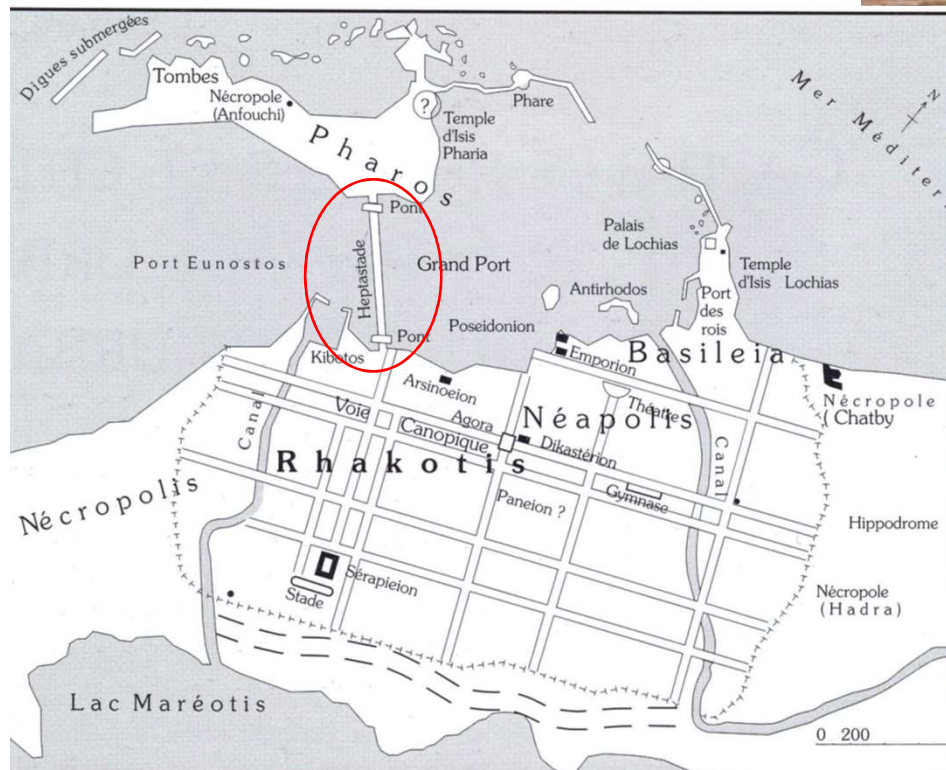 Digues submergées
Tombes
Nécropole
(Anfouchi)
?
Phare
Temple
d'Isis
Pharia
Pharos
Mer Méditer
N
Pont
Heptastade
Port Eunostos
Grand Port
Palais
de Lochias
Temple
d'Isis Lochias
Antirhodos
Port
des
rois
Poseidonion
Pont
Kibotos
Emporion
Basileia
Arsinoeion
Théatre
Nécropole
(Chatby
Canal
Voie
Canopique
Agora
Néapolis
Dikastérion
Rhakotis
Canal
Nécropolis
Paneion ?
Gymnase
Hippodrome
Sérapieion
Stade
Nécropole
(Hadra)
Lac Maréotis
0 200